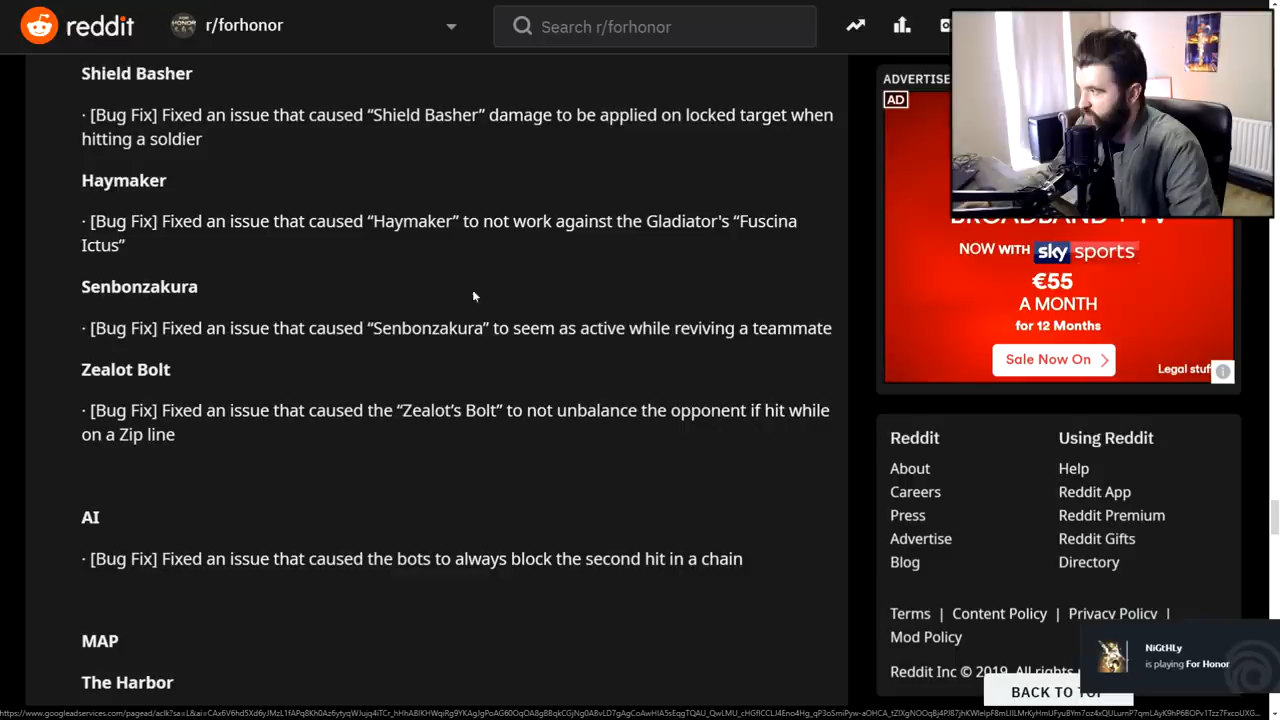 reddit
r/forhonor
Search r/forhonor
Shield Basher
· [Bug Fix] Fixed an issue that caused “Shield Basher” damage to be applied on locked target when
hitting a soldier
Haymaker
· [Bug Fix] Fixed an issue that caused “Haymaker” to not work against the Gladiator's “Fuscina
Ictus”
Senbonzakura
· [Bug Fix] Fixed an issue that caused “Senbonzakura” to seem as active while reviving a teammate
Zealot Bolt
· [Bug Fix] Fixed an issue that caused the “Zealot’s Bolt” to not unbalance the opponent if hit while
on a Zip line
AI
· [Bug Fix] Fixed an issue that caused the bots to always block the second hit in a chain
MAP
The Harbor
ADVERTISE
AD
BROADBAND + TV
NOW WITH sky sports
€55
A MONTH
for 12 Months
Sale Now On
Legal stuff
Reddit
Using Reddit
About
Help
Careers
Reddit App
Press
Reddit Premium
Advertise
Reddit Gifts
Blog
Directory
Terms | Content Policy | Privacy Policy |
Mod Policy
Reddit Inc © 2019. All rights
BACK TO TOP
NiGtHLy
is playing For Honor